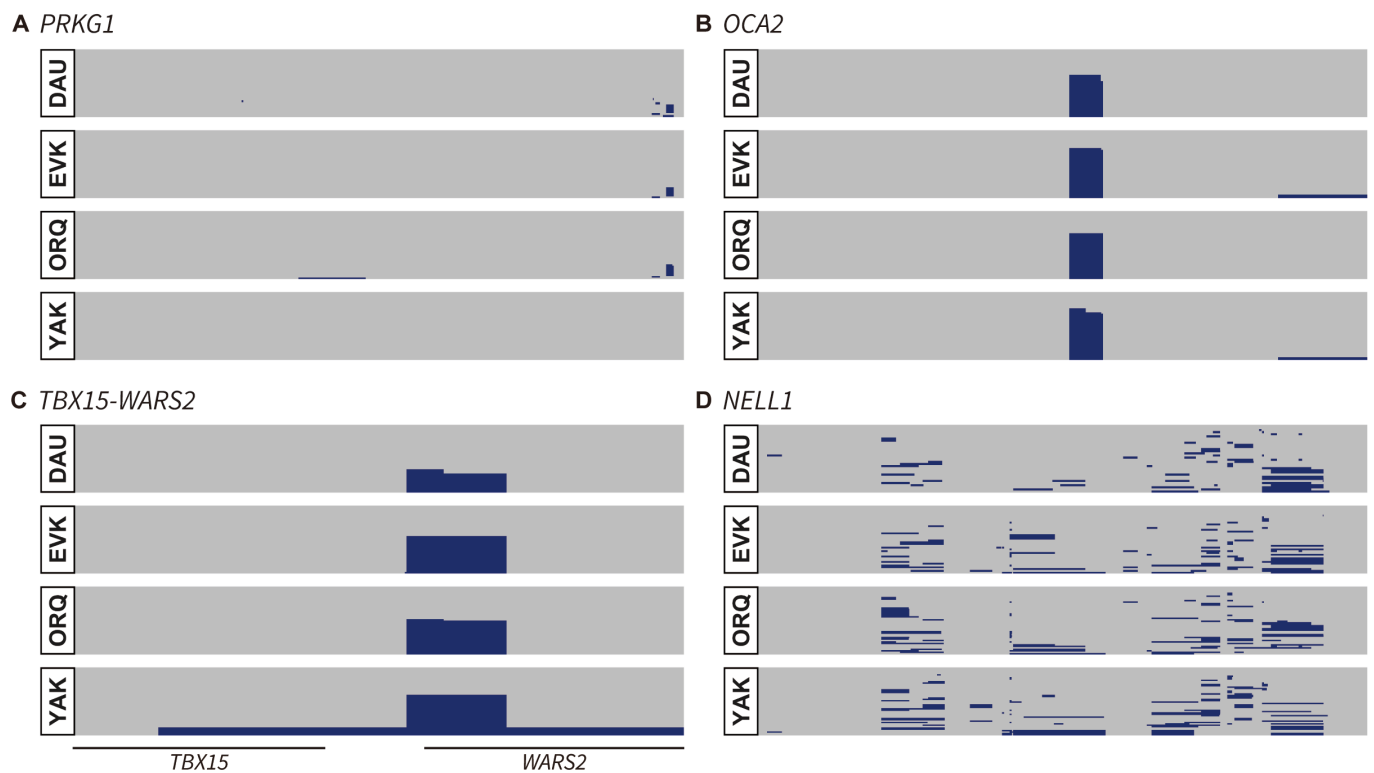 A PRKG1
DAU
EVK
ORQ
YAK
B OCA2
DAU
EVK
ORQ
YAK
C TBX15-WARS2
DAU
EVK
ORQ
YAK
TBX15 WARS2
D NELL1
DAU
EVK
ORQ
YAK